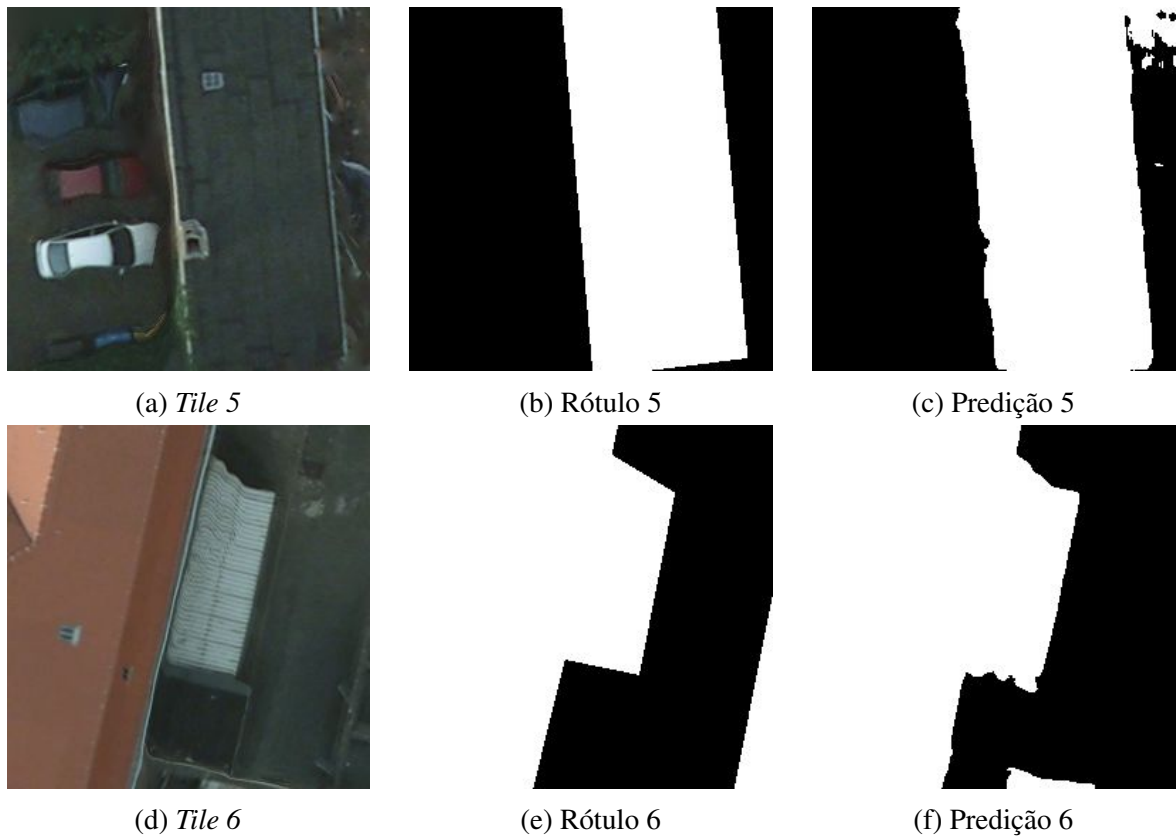 (a) Tile 5
(b) Rótulo 5
(c) Predição 5
(d) Tile 6
(e) Rótulo 6
(f) Predição 6